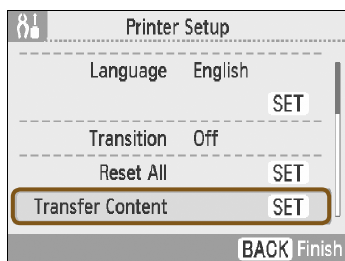 Printer Setup
Language English
SET
Transition Off
Reset All SET
Transfer Content SET
BACK Finish